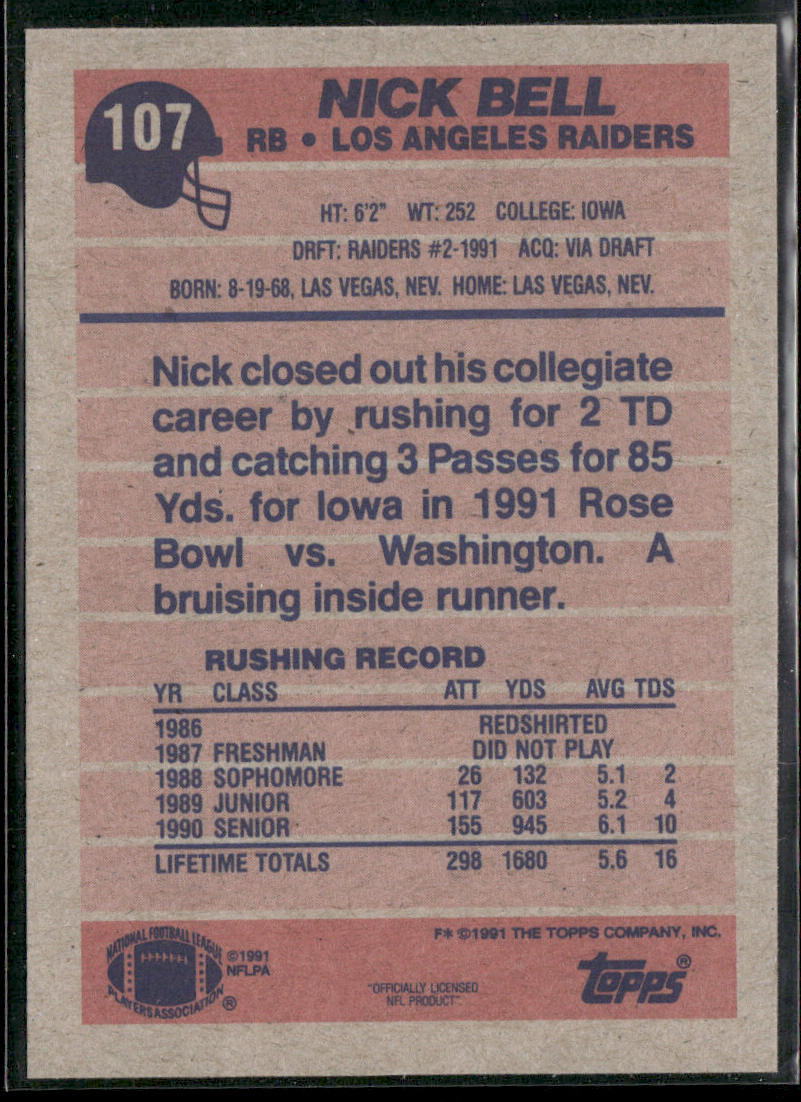 107
NICK BELL
RB • LOS ANGELES RAIDERS
HT: 6'2" WT: 252 COLLEGE: IOWA
DRFT: RAIDERS #2-1991 ACQ: VIA DRAFT
BORN: 8-19-68, LAS VEGAS, NEV. HOME: LAS VEGAS, NEV.
Nick closed out his collegiate
career by rushing for 2 TD
and catching 3 Passes for 85
Yds. for Iowa in 1991 Rose
Bowl vs. Washington. A
bruising inside runner.
RUSHING RECORD
YR CLASS ATT YDS AVG TDS
1986 REDSHIRTED
1987 FRESHMAN DID NOT PLAY
1988 SOPHOMORE 26 132 5.1 2
1989 JUNIOR 117 603 5.2 4
1990 SENIOR 155 945 6.1 10
LIFETIME TOTALS 298 1680 5.6 16
F* ©1991 THE TOPPS COMPANY, INC.
NATIONAL FOOTBALL LEAGUE
PLAYERS ASSOCIATION ®
©1991
NFLPA
"OFFICIALLY LICENSED
NFL PRODUCT"
Topps ®